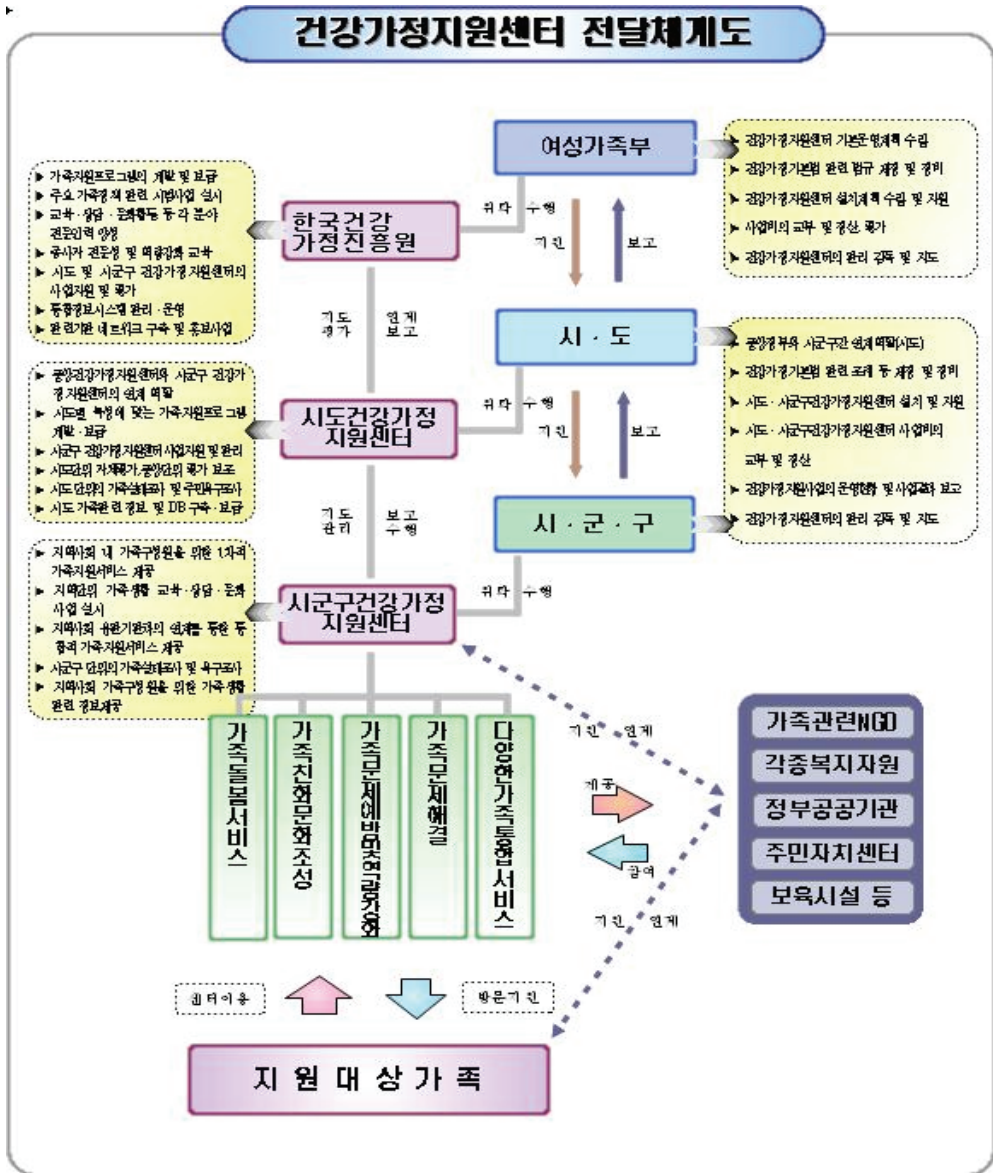 건강가정지원센터 전달체계도
여성가족부
건강가정지원센터 기본운영계획 수립
건강가정기본법 관련 법규 제정 및 정비
건강가정지원센터 설치계획 수립 및 지원
사업비의 교부 및 정산, 평가
건강가정지원센터의 관리 감독 및 지도
가족지원프로그램의 개발 및 보급
주요 가족정책 관련 시범사업 실시
교육·상담·문화활동 등 각 분야
전문인력 양성
종사자 전문성 및 역량강화 교육
시도 및 시군구 건강가정지원센터의
사업지원 및 평가
통합정보시스템 관리·운영
관련기관 네트워크 구축 및 홍보사업
한국건강
가정진흥원
위탁 수행
지원
보고
지도 연계
평가 보고
시·도
중앙정부와 시군구간 연계역할(시도)
건강가정기본법 관련 조례 등 제정 및 정비
시도·시군구건강가정지원센터 설치 및 지원
시도·시군구건강가정지원센터 사업비의
교부 및 정산
건강가정지원사업의 운영현황 및 사업결과 보고
건강가정지원센터의 관리 감독 및 지도
중앙건강가정지원센터와 시군구 건강가
정지원센터의 연계 역할
시도별 특성에 맞는 가족지원프로그램
개발·보급
시군구 건강가정지원센터 사업지원 및 관리
시도단위 자체평가, 중앙단위 평가 보조
시도 단위의 가족실태조사 및 주민욕구조사
시도 가족관련 정보 및 DB 구축·보급
시도건강가정
지원센터
위탁 수행
지원
보고
지도 보고
관리 수행
시·군·구
지역사회 내 가족구성원을 위한 1차적
가족지원서비스 제공
지역단위 가족생활 교육·상담·문화
사업 실시
지역사회 유관기관과의 연계를 통한 통
합적 가족지원서비스 제공
시군구 단위의 가족실태조사 및 욕구조사
지역사회 가족구성원을 위한 가족생활
관련 정보제공
시군구건강가정
지원센터
위탁 수행
가족돌봄서비스
가족친화문화조성
가족문제해결
다양한가족통합서비스
지원 연계
제공
참여
지원 연계
가족관련NGO
각종복지자원
정부공공기관
주민자치센터
보육시설 등
센터이용
방문지원
지원대상가족